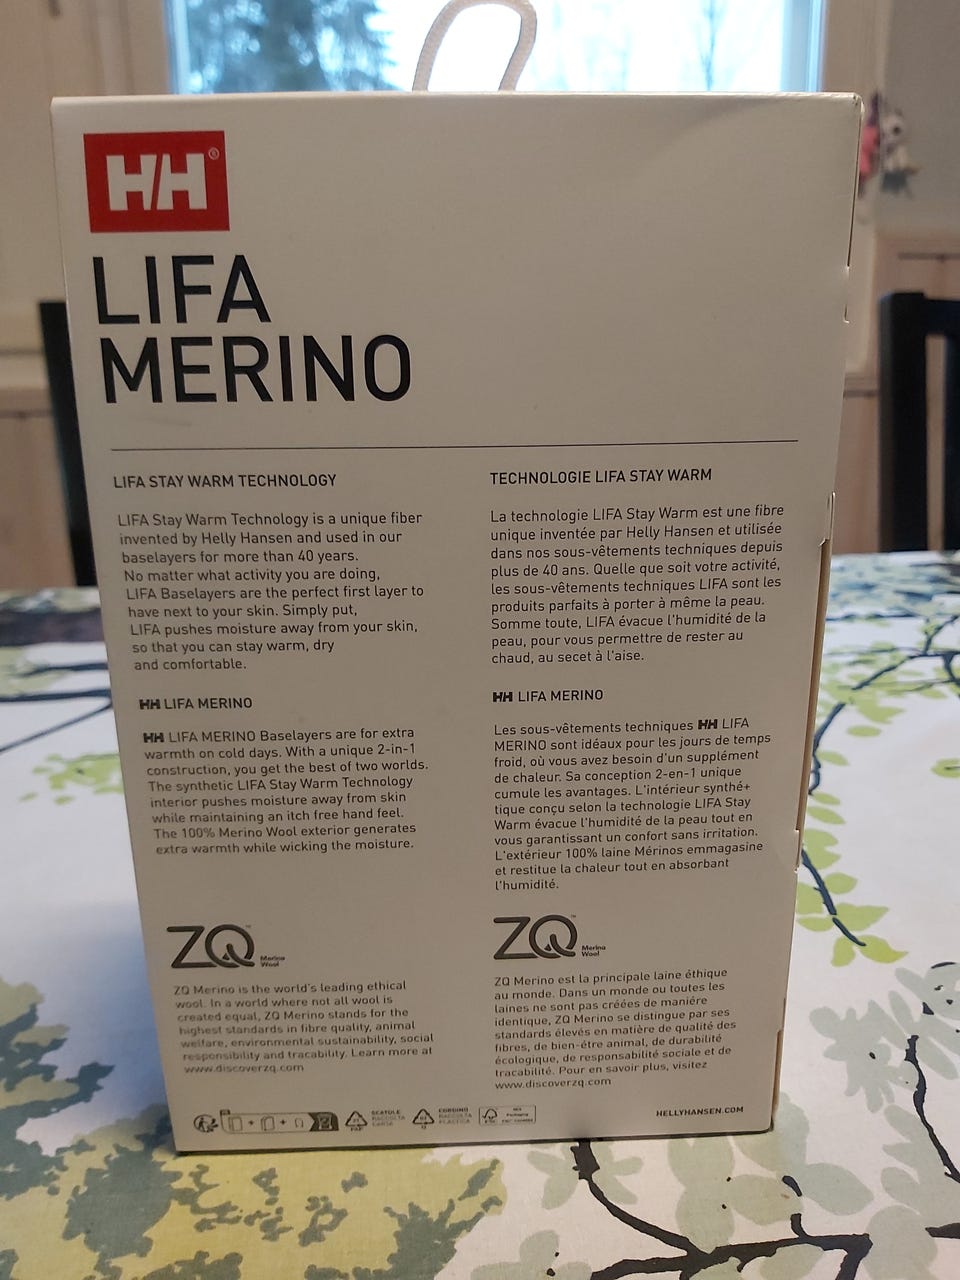 HH®
LIFA
MERINO
LIFA STAY WARM TECHNOLOGY
LIFA Stay Warm Technology is a unique fiber
invented by Helly Hansen and used in our
baselayers for more than 40 years.
No matter what activity you are doing,
LIFA Baselayers are the perfect first layer to
have next to your skin. Simply put,
LIFA pushes moisture away from your skin,
so that you can stay warm, dry
and comfortable.
HH LIFA MERINO
HH LIFA MERINO Baselayers are for extra
warmth on cold days. With a unique 2-in-1
construction, you get the best of two worlds.
The synthetic LIFA Stay Warm Technology
interior pushes moisture away from skin
while maintaining an itch free hand feel.
The 100% Merino Wool exterior generates
extra warmth while wicking the moisture.
ZQ™ Merino
Wool
ZQ Merino is the world's leading ethical
wool. In a world where not all wool is
created equal, ZQ Merino stands for the
highest standards in fibre quality, animal
welfare, environmental sustainability, social
responsibility and tracability. Learn more at
www.discoverzq.com
TECHNOLOGIE LIFA STAY WARM
La technologie LIFA Stay Warm est une fibre
unique inventée par Helly Hansen et utilisée
dans nos sous-vêtements techniques depuis
plus de 40 ans. Quelle que soit votre activité,
les sous-vêtements techniques LIFA sont les
produits parfaits à porter à même la peau.
Somme toute, LIFA évacue l'humidité de la
peau, pour vous permettre de rester au
chaud, au secet à l'aise.
HH LIFA MERINO
Les sous-vêtements techniques HH LIFA
MERINO sont idéaux pour les jours de temps
froid, où vous avez besoin d'un supplément
de chaleur. Sa conception 2-en-1 unique
cumule les avantages. L'intérieur synthé+
tique conçu selon la technologie LIFA Stay
Warm évacue l'humidité de la peau tout en
vous garantissant un confort sans irritation.
L'extérieur 100% laine Mérinos emmagasine
et restitue la chaleur tout en absorbant
l'humidité.
ZQ™ Merino
Wool
ZQ Merino est la principale laine éthique
au monde. Dans un monde ou toutes les
laines ne sont pas créées de maniére
identique, ZQ Merino se distingue par ses
standards élevés en matière de qualité des
fibres, de bien-être animal, de durabilité
écologique, de responsabilité sociale et de
tracabilité. Pour en savoir plus, visitez
www.discoverzq.com
SCATOLE
RACCOLTA
CARTA
PAP
CORDINO
RACCOLTA
PLASTICA
FSC
MIX
Packaging
HELLYHANSEN.COM